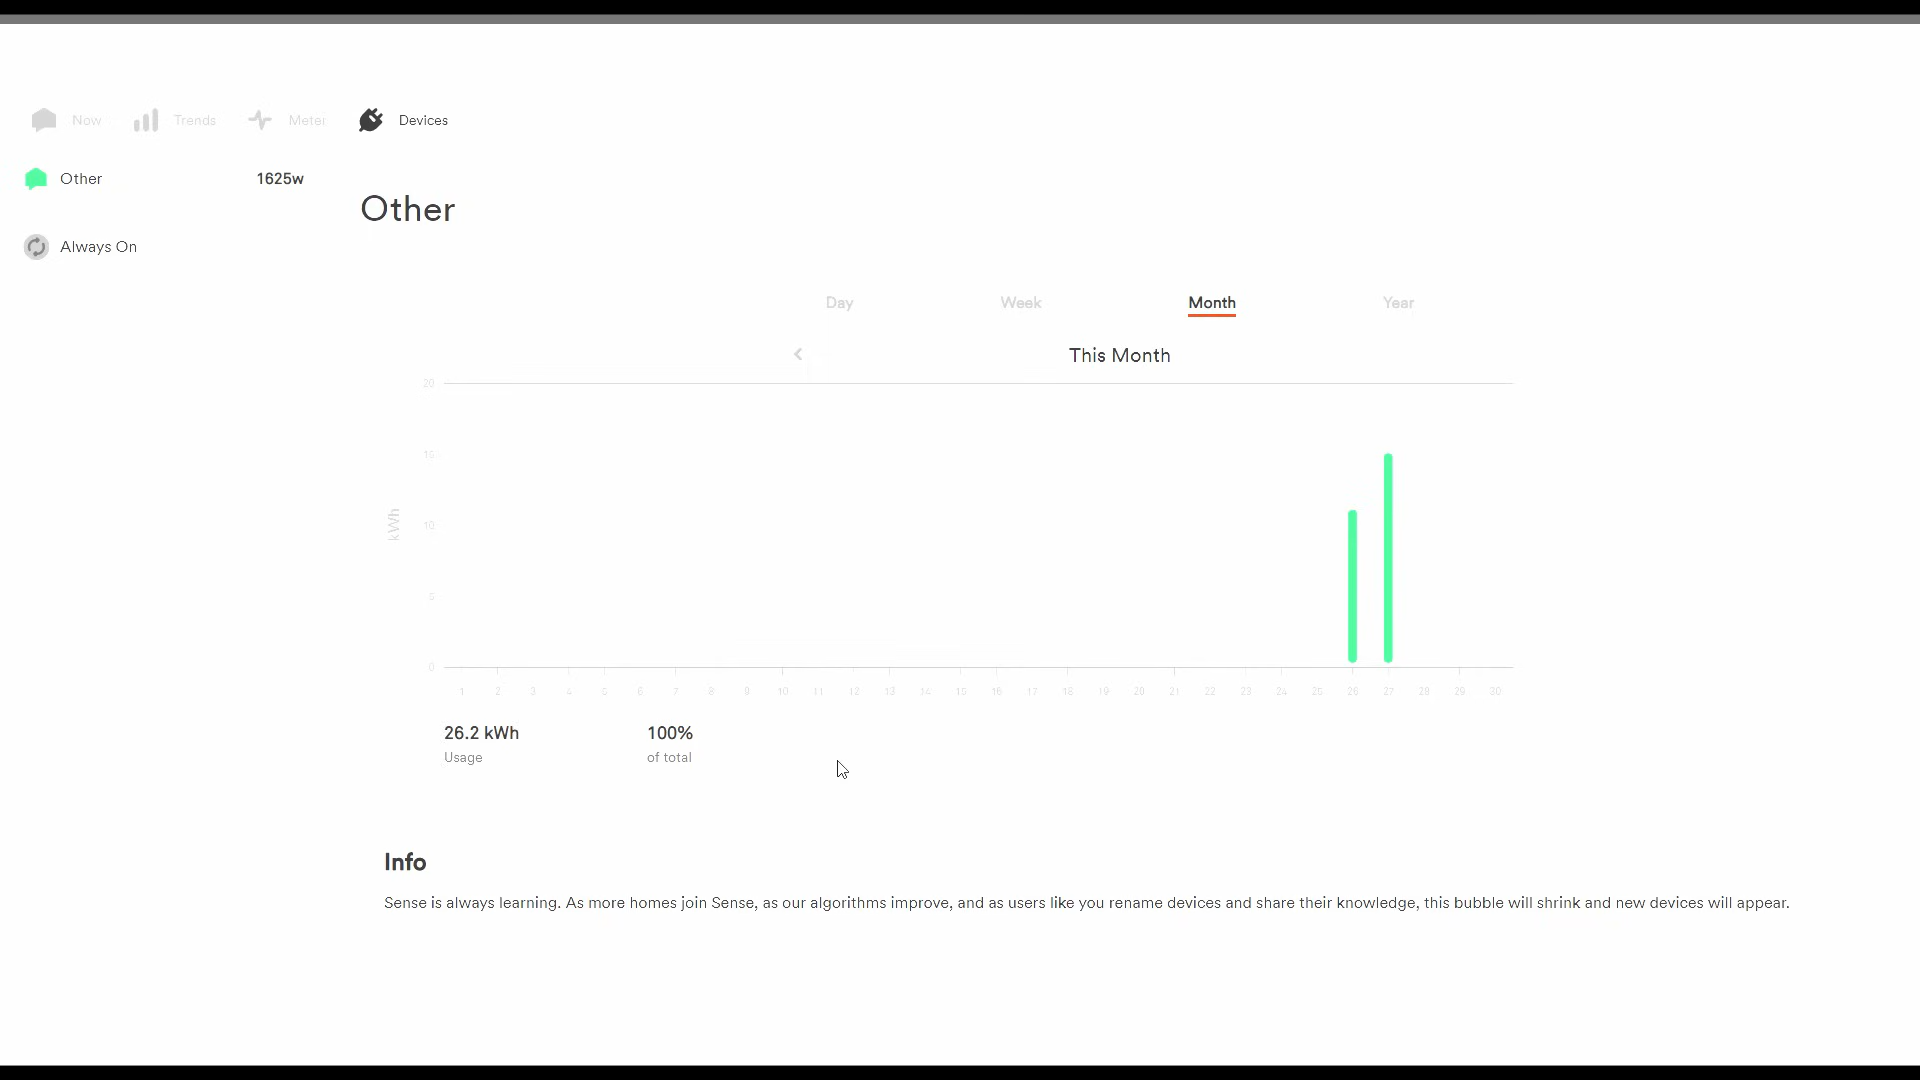 Now Trends Meter Devices
Other 1625w
Other
Always On
Day Week Month Year
This Month
20
15
10
5
0
kWh
1 2 3 4 5 6 7 8 9 10 11 12 13 14 15 16 17 18 19 20 21 22 23 24 25 26 27 28 29 30
26.2 kWh 100%
Usage of total
Info
Sense is always learning. As more homes join Sense, as our algorithms improve, and as users like you rename devices and share their knowledge, this bubble will shrink and new devices will appear.